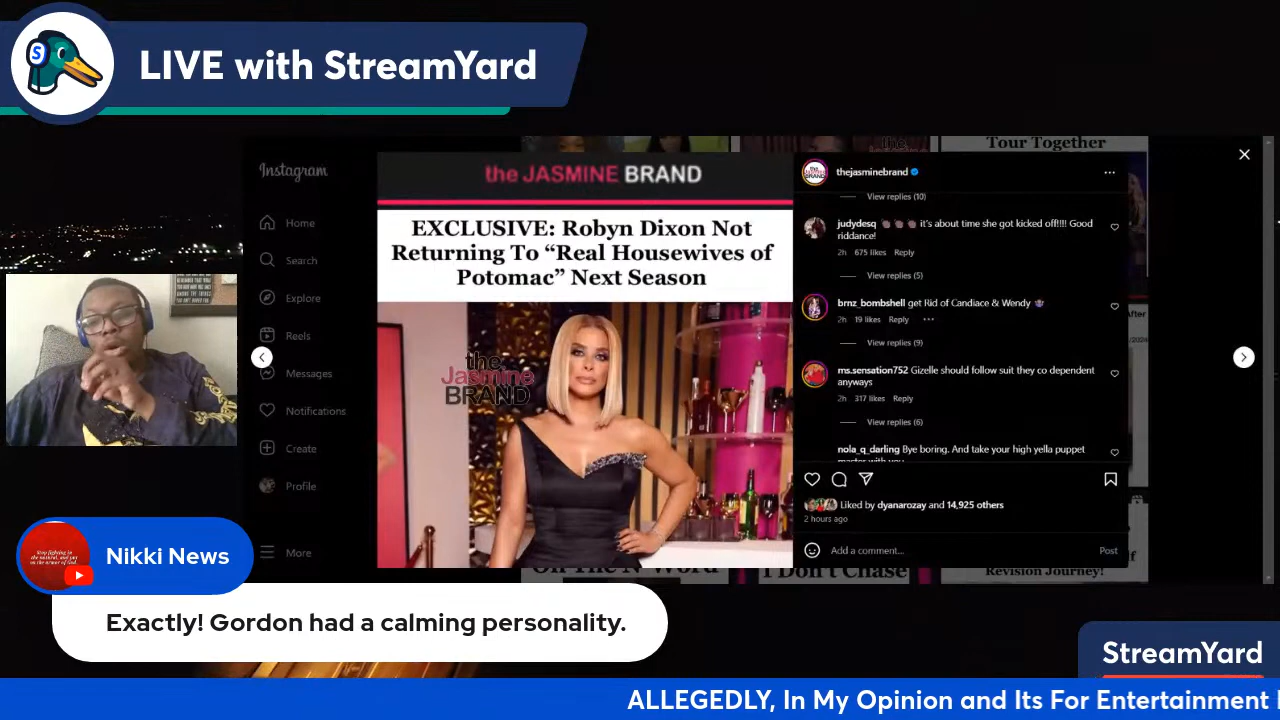 LIVE with StreamYard
S
Tour Together
Instagram
Home
Search
Explore
Reels
Messages
Notifications
Create
Profile
More
the JASMINE BRAND
EXCLUSIVE: Robyn Dixon Not
Returning To “Real Housewives of
Potomac” Next Season
the
Jasmine
BRAND
thejasminebrand
View replies (10)
judydesq 👏🏾👏🏾👏🏾 it's about time she got kicked off!!!! Good
riddance!
2h 675 likes Reply
View replies (5)
brnz_bombshell get Rid of Candiace & Wendy
2h 19 likes Reply
View replies (9)
ms.sensation752 Gizelle should follow suit they co dependent
anyways
2h 317 likes Reply
View replies (6)
nola_q_darling Bye boring. And take your high yella puppet
master with you
Liked by dyanarozay and 14,925 others
2 hours ago
Add a comment...
Post
After
I Don't Chase
Revision Journey!
Nikki News
Exactly! Gordon had a calming personality.
StreamYard
ALLEGEDLY, In My Opinion and Its For Entertainment